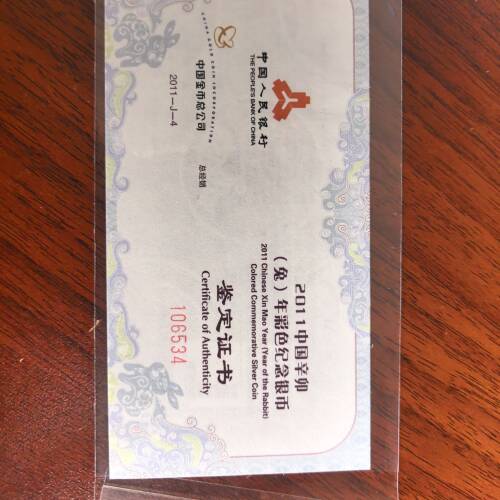 中国人民银行
THE PEOPLE'S BANK OF CHINA
CHINA GOLD COIN INCORPORATION
中国金币总公司
总经销
2011-J-4
2011中国辛卯
（兔）年彩色纪念银币
2011 Chinese Xin Mao Year (Year of the Rabbit)
Colored Commemorative Silver Coin
鉴定证书
Certificate of Authenticity
106534